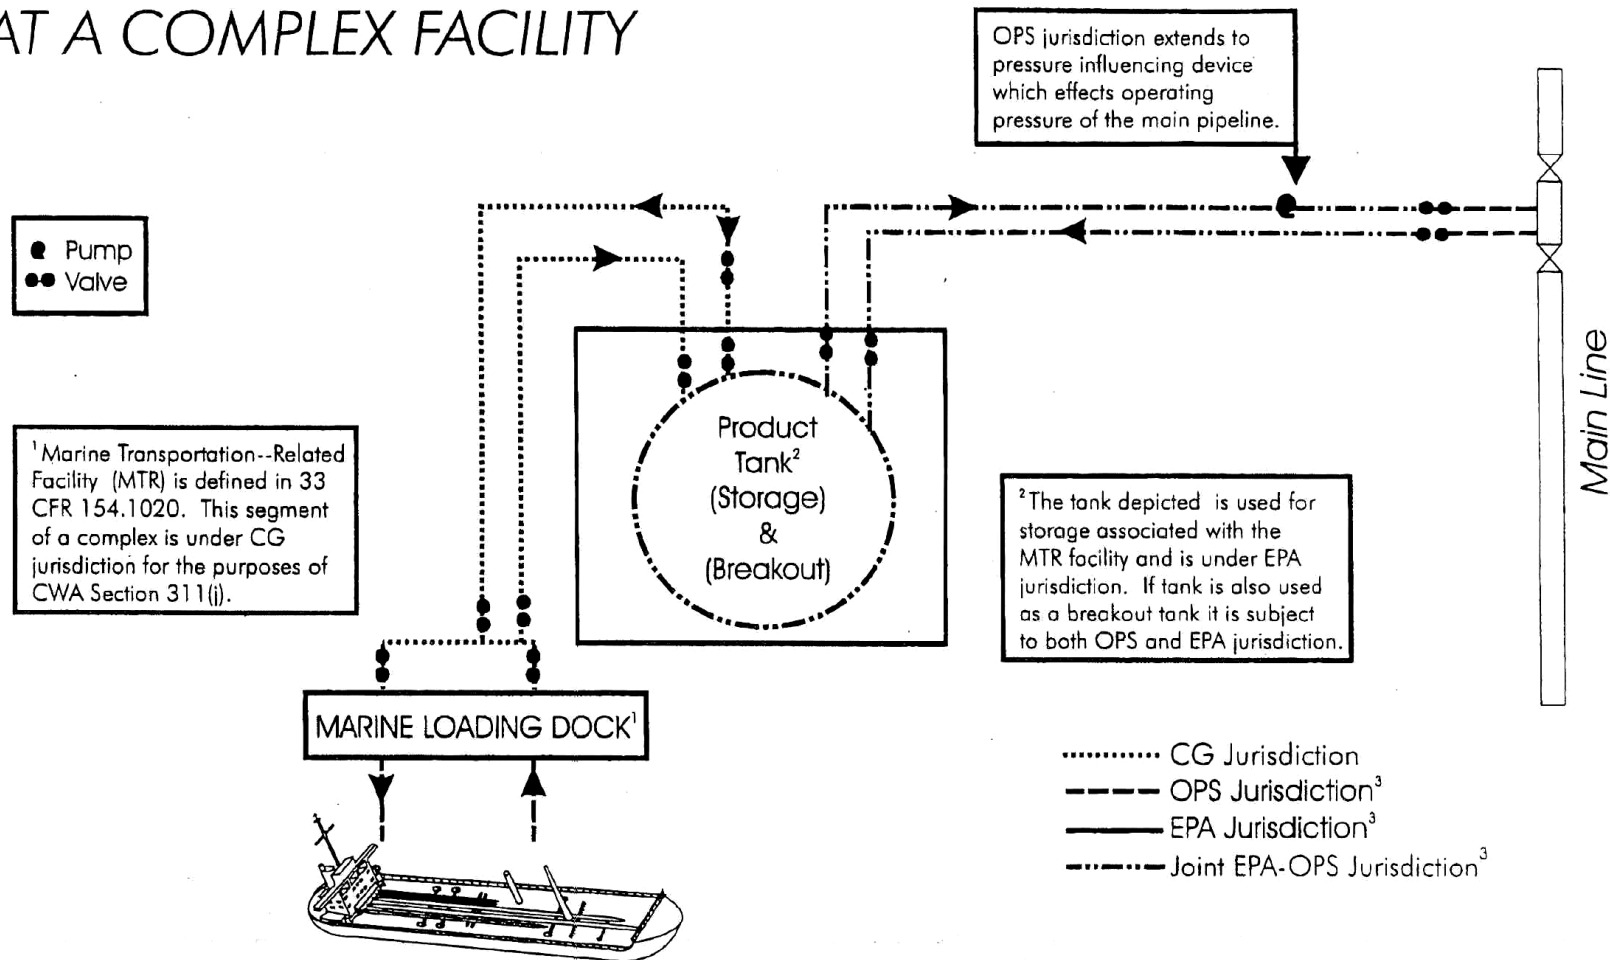 AT A COMPLEX FACILITY
OPS jurisdiction extends to
pressure influencing device
which effects operating
pressure of the main pipeline.
Pump
Valve
Main Line
Product
Tank²
(Storage)
&
(Breakout)
¹Marine Transportation--Related
Facility (MTR) is defined in 33
CFR 154.1020. This segment
of a complex is under CG
jurisdiction for the purposes of
CWA Section 311(j).
²The tank depicted is used for
storage associated with the
MTR facility and is under EPA
jurisdiction. If tank is also used
as a breakout tank it is subject
to both OPS and EPA jurisdiction.
MARINE LOADING DOCK¹
CG Jurisdiction
OPS Jurisdiction³
EPA Jurisdiction³
Joint EPA-OPS Jurisdiction³